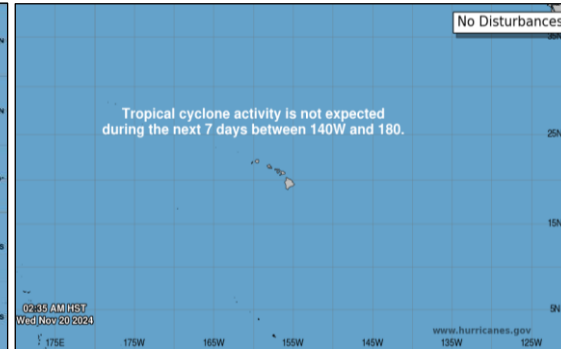 No Disturbances
35N
Tropical cyclone activity is not expected
during the next 7 days between 140W and 180.
25N
15N
02:35 AM HST
Wed Nov 20 2024
5N
www.hurricanes.gov
175E 175W 165W 155W 145W 135W 125W